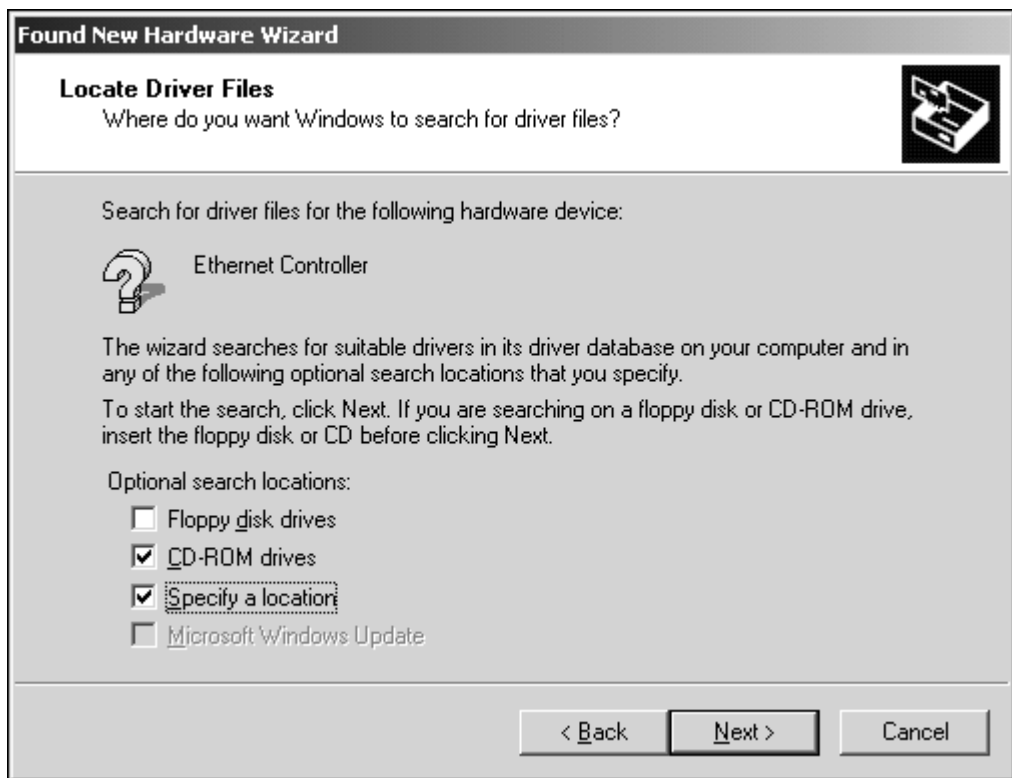 Found New Hardware Wizard
Locate Driver Files
Where do you want Windows to search for driver files?
Search for driver files for the following hardware device:
Ethernet Controller
The wizard searches for suitable drivers in its driver database on your computer and in
any of the following optional search locations that you specify.
To start the search, click Next. If you are searching on a floppy disk or CD-ROM drive,
insert the floppy disk or CD before clicking Next.
Optional search locations:
Floppy disk drives
CD-ROM drives
Specify a location
Microsoft Windows Update
< Back
Next >
Cancel